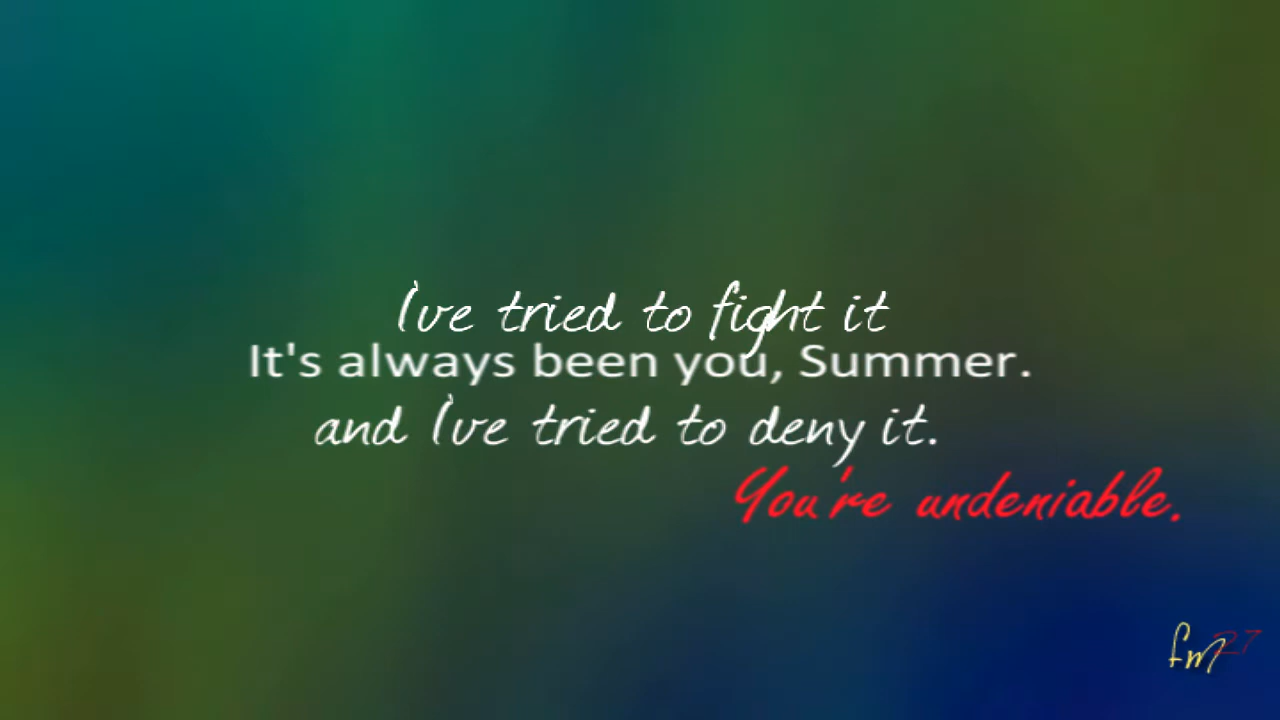 I've tried to fight it
It's always been you, Summer.
and I've tried to deny it.
You're undeniable.
fm27